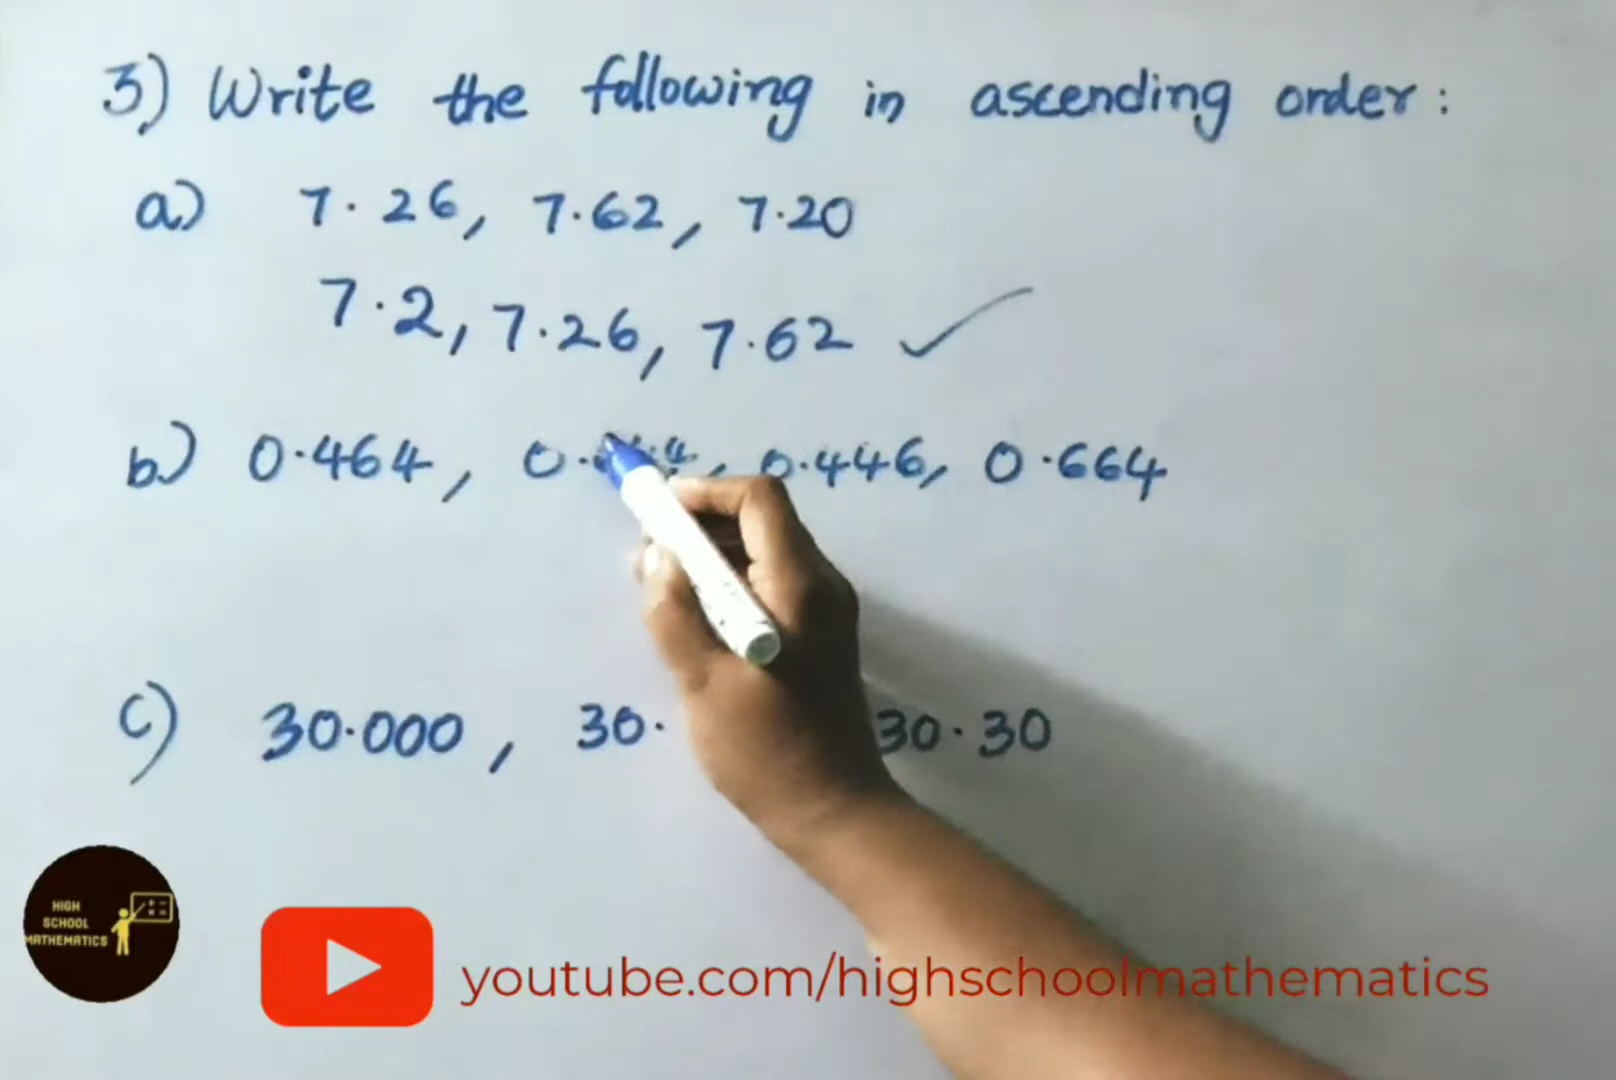 3) Write the following in ascending order:
a) 7.26, 7.62, 7.20
7.2, 7.26, 7.62 ✓
b) 0.464, 0.446, 0.664
c) 30.000, 30. 30.30
HIGH
SCHOOL
MATHEMATICS
youtube.com/highschoolmathematics